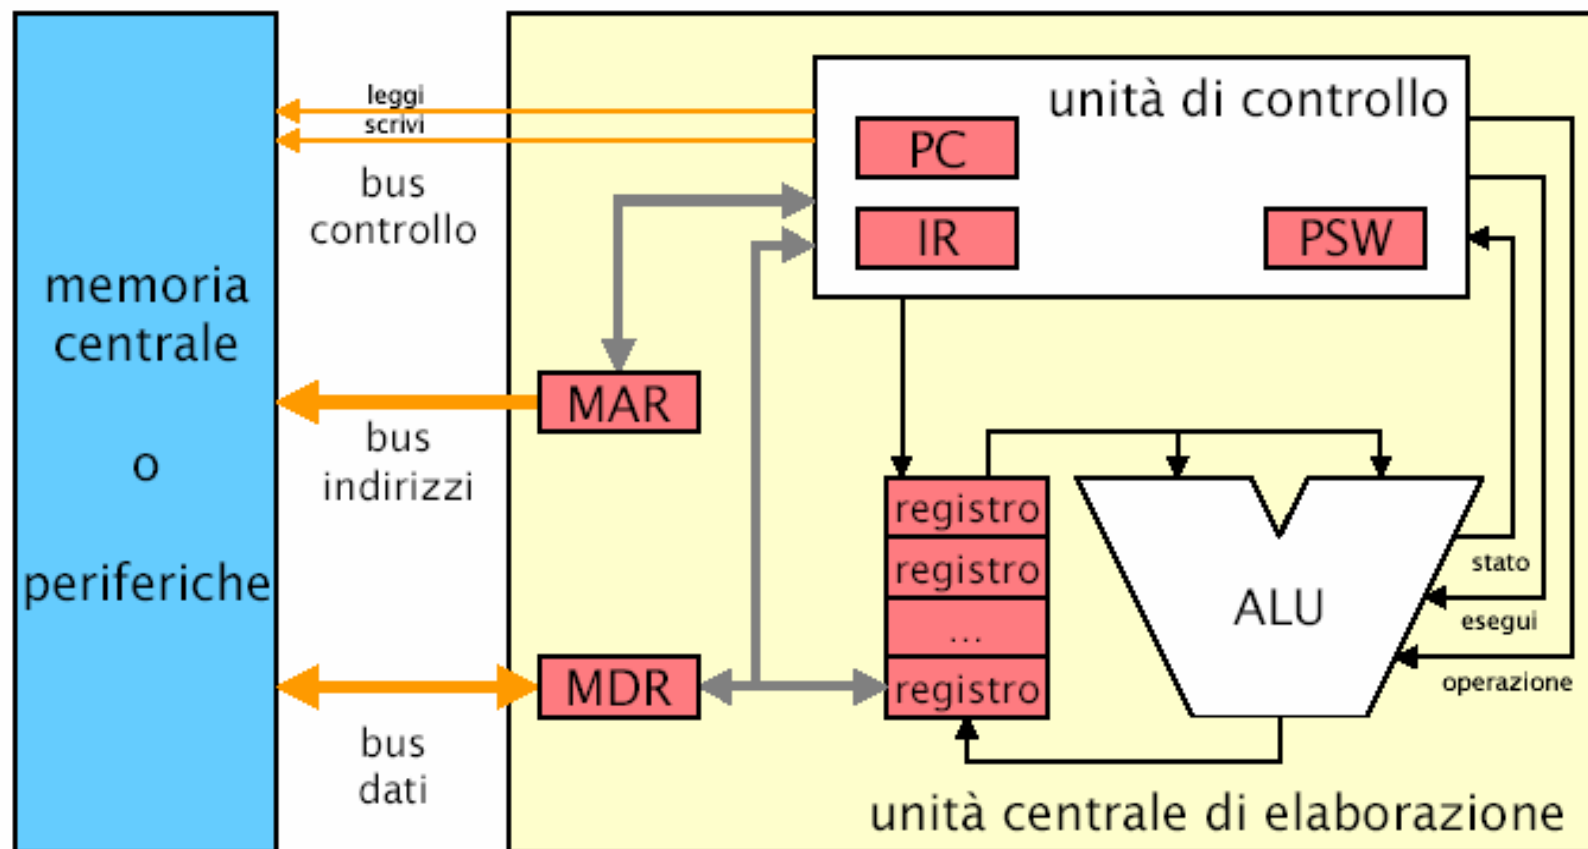 memoria
centrale
o
periferiche
leggi
scrivi
bus
controllo
bus
indirizzi
bus
dati
unità di controllo
PC
IR
PSW
MAR
MDR
registro
registro
...
registro
ALU
stato
esegui
operazione
unità centrale di elaborazione